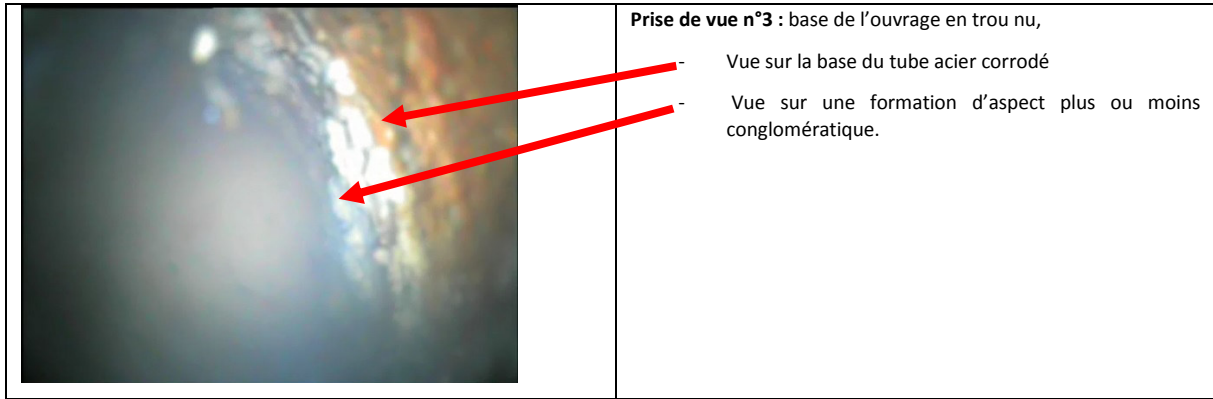 Prise de vue n°3 : base de l’ouvrage en trou nu,
- Vue sur la base du tube acier corrodé
- Vue sur une formation d’aspect plus ou moins
conglomératique.